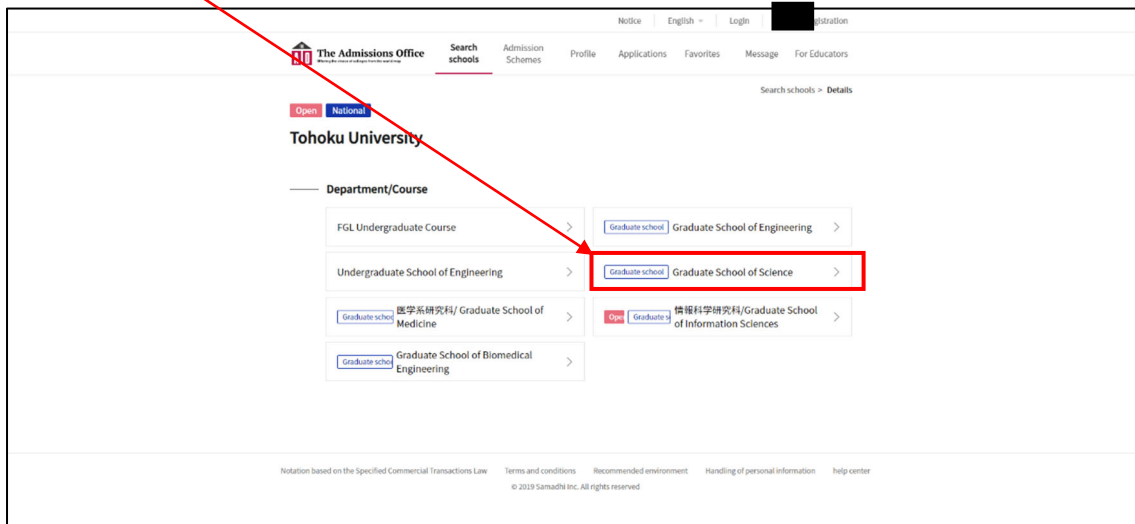 Notice English Login gistration
The Admissions Office Search schools Admission Schemes Profile Applications Favorites Message For Educators
Search schools > Details
Open National
Tohoku University
Department/Course
FGL Undergraduate Course
Graduate school Graduate School of Engineering
Undergraduate School of Engineering
Graduate school Graduate School of Science
Graduate schoo 医学系研究科/ Graduate School of
Medicine
Ope Graduate s 情報科学研究科/Graduate School
of Information Sciences
Graduate schoo Graduate School of Biomedical
Engineering
Notation based on the Specified Commercial Transactions Law Terms and conditions Recommended environment Handling of personal information help center
© 2019 Samadhi Inc. All rights reserved